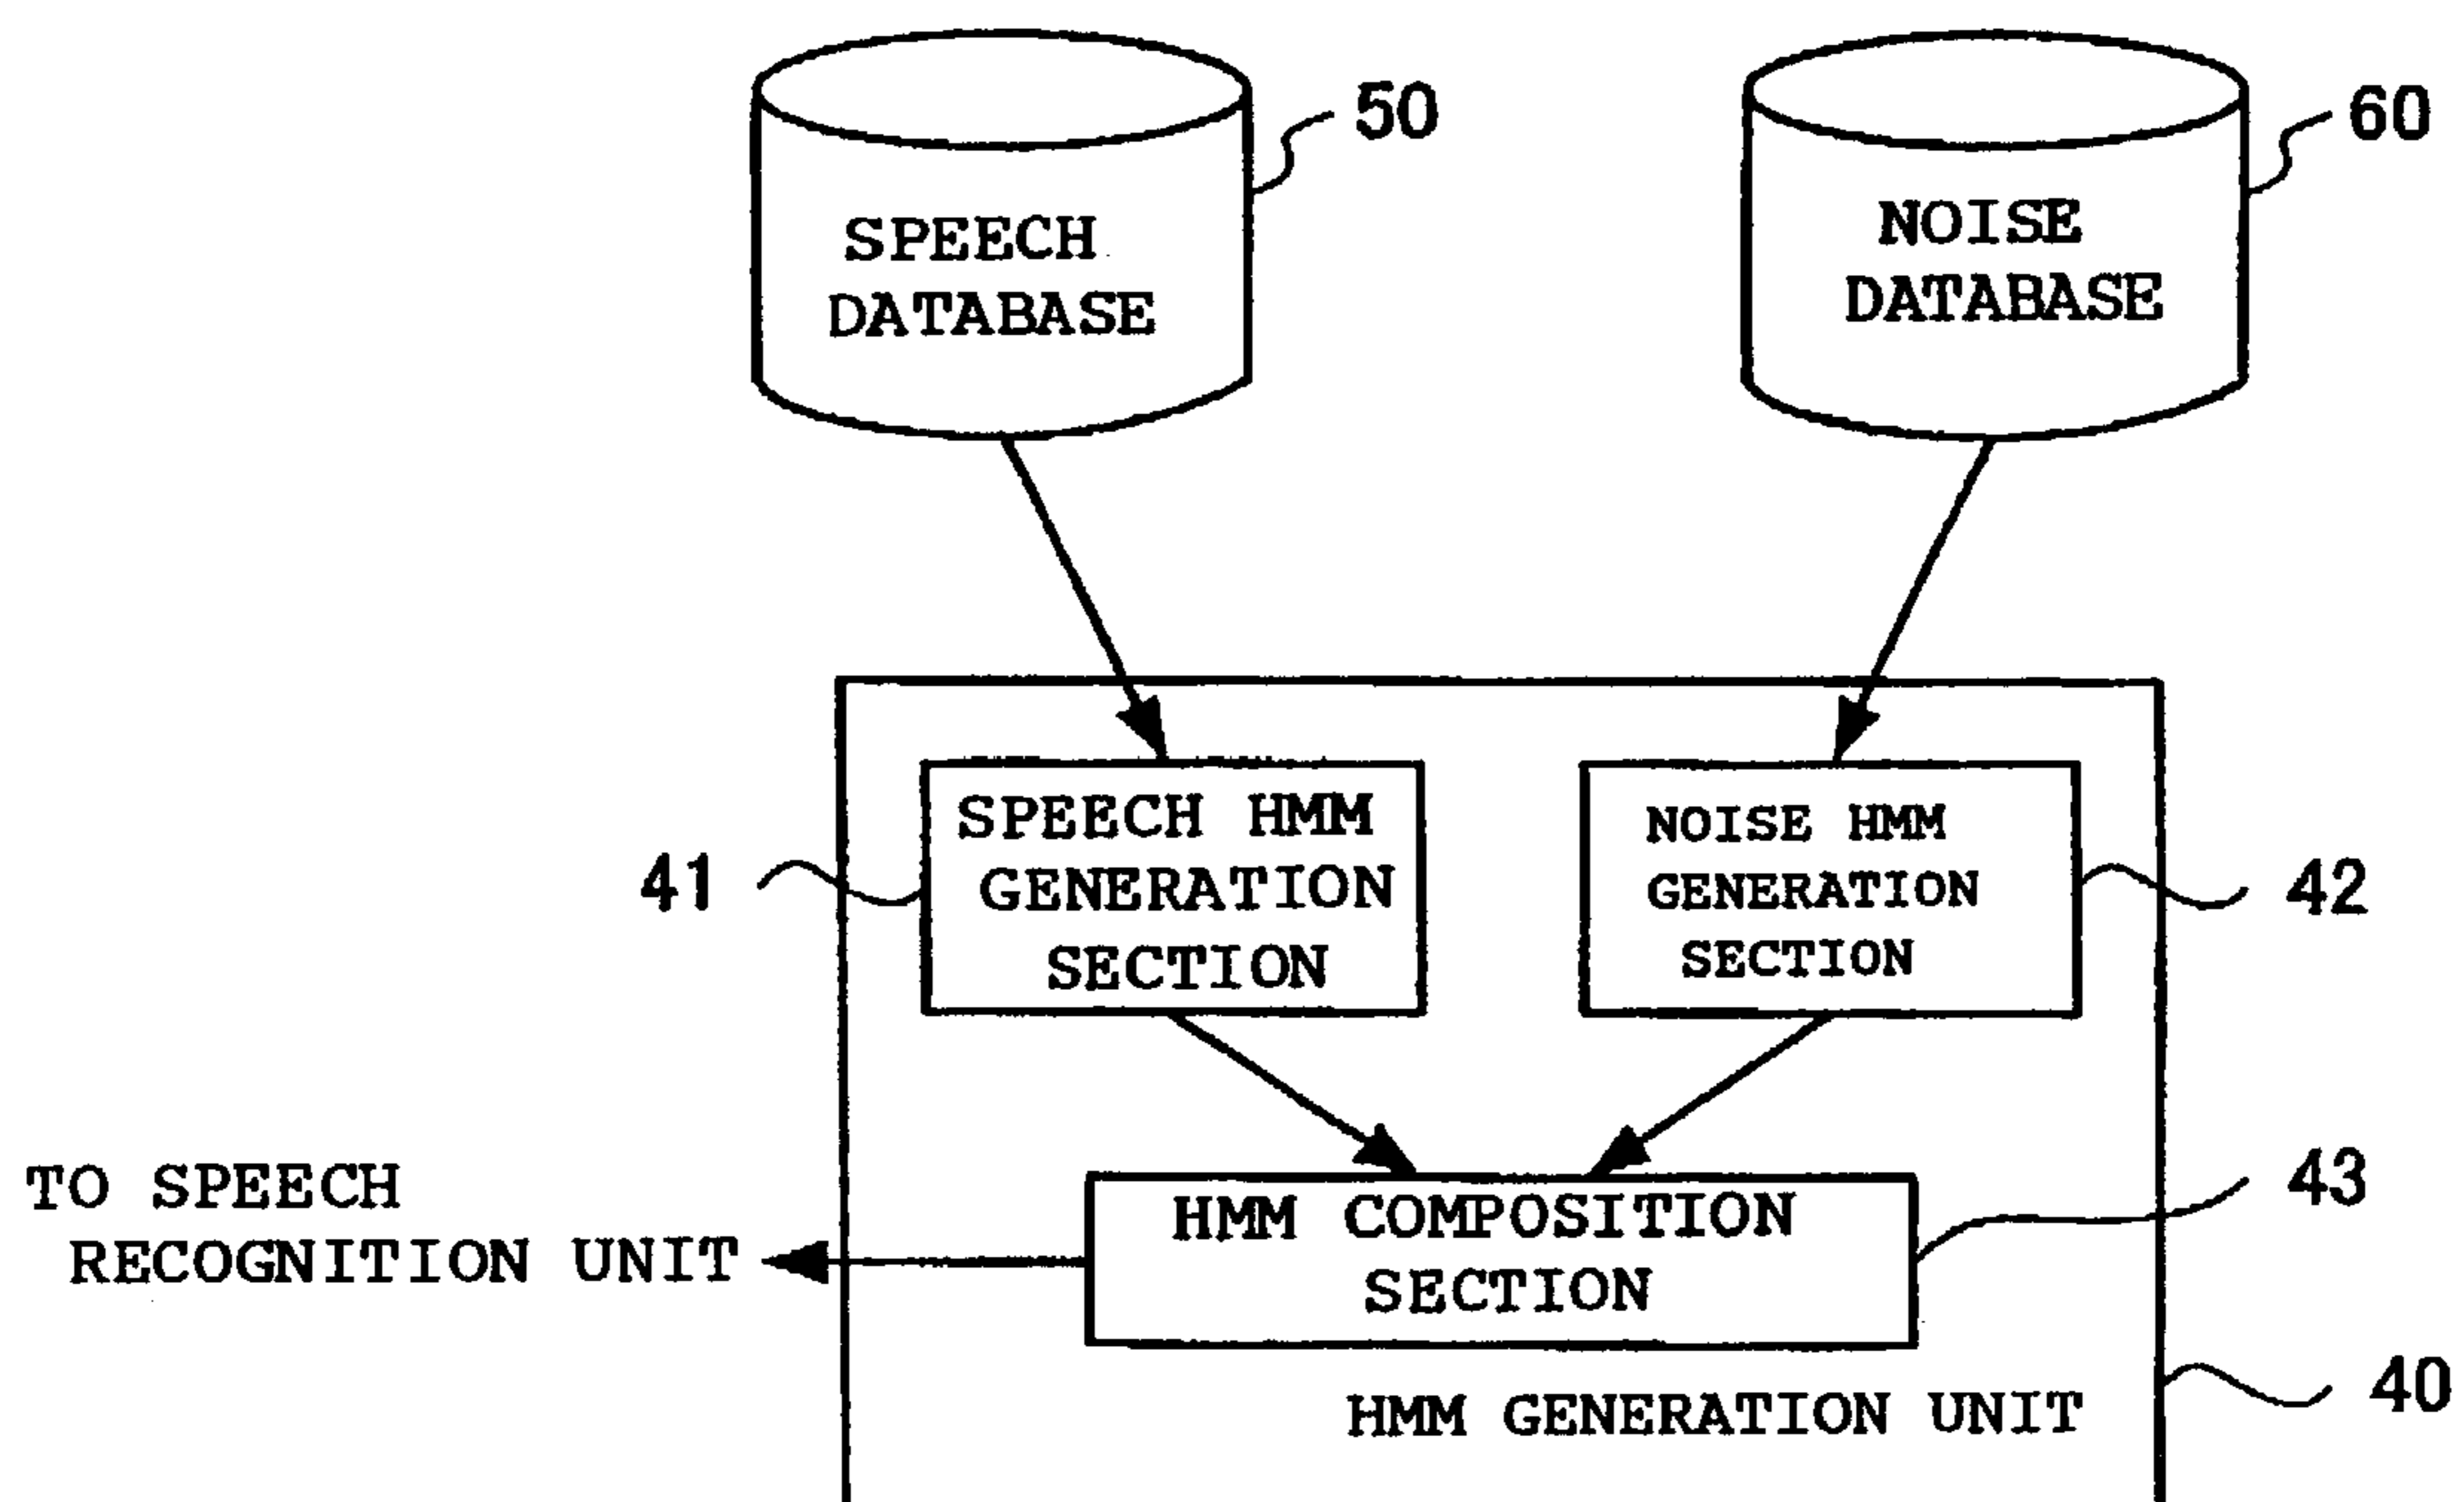 50
60
SPEECH
DATABASE
NOISE
DATABASE
SPEECH HMM
GENERATION
SECTION
NOISE HMM
GENERATION
SECTION
41
42
43
TO SPEECH
RECOGNITION UNIT
HMM COMPOSITION
SECTION
40
HMM GENERATION UNIT